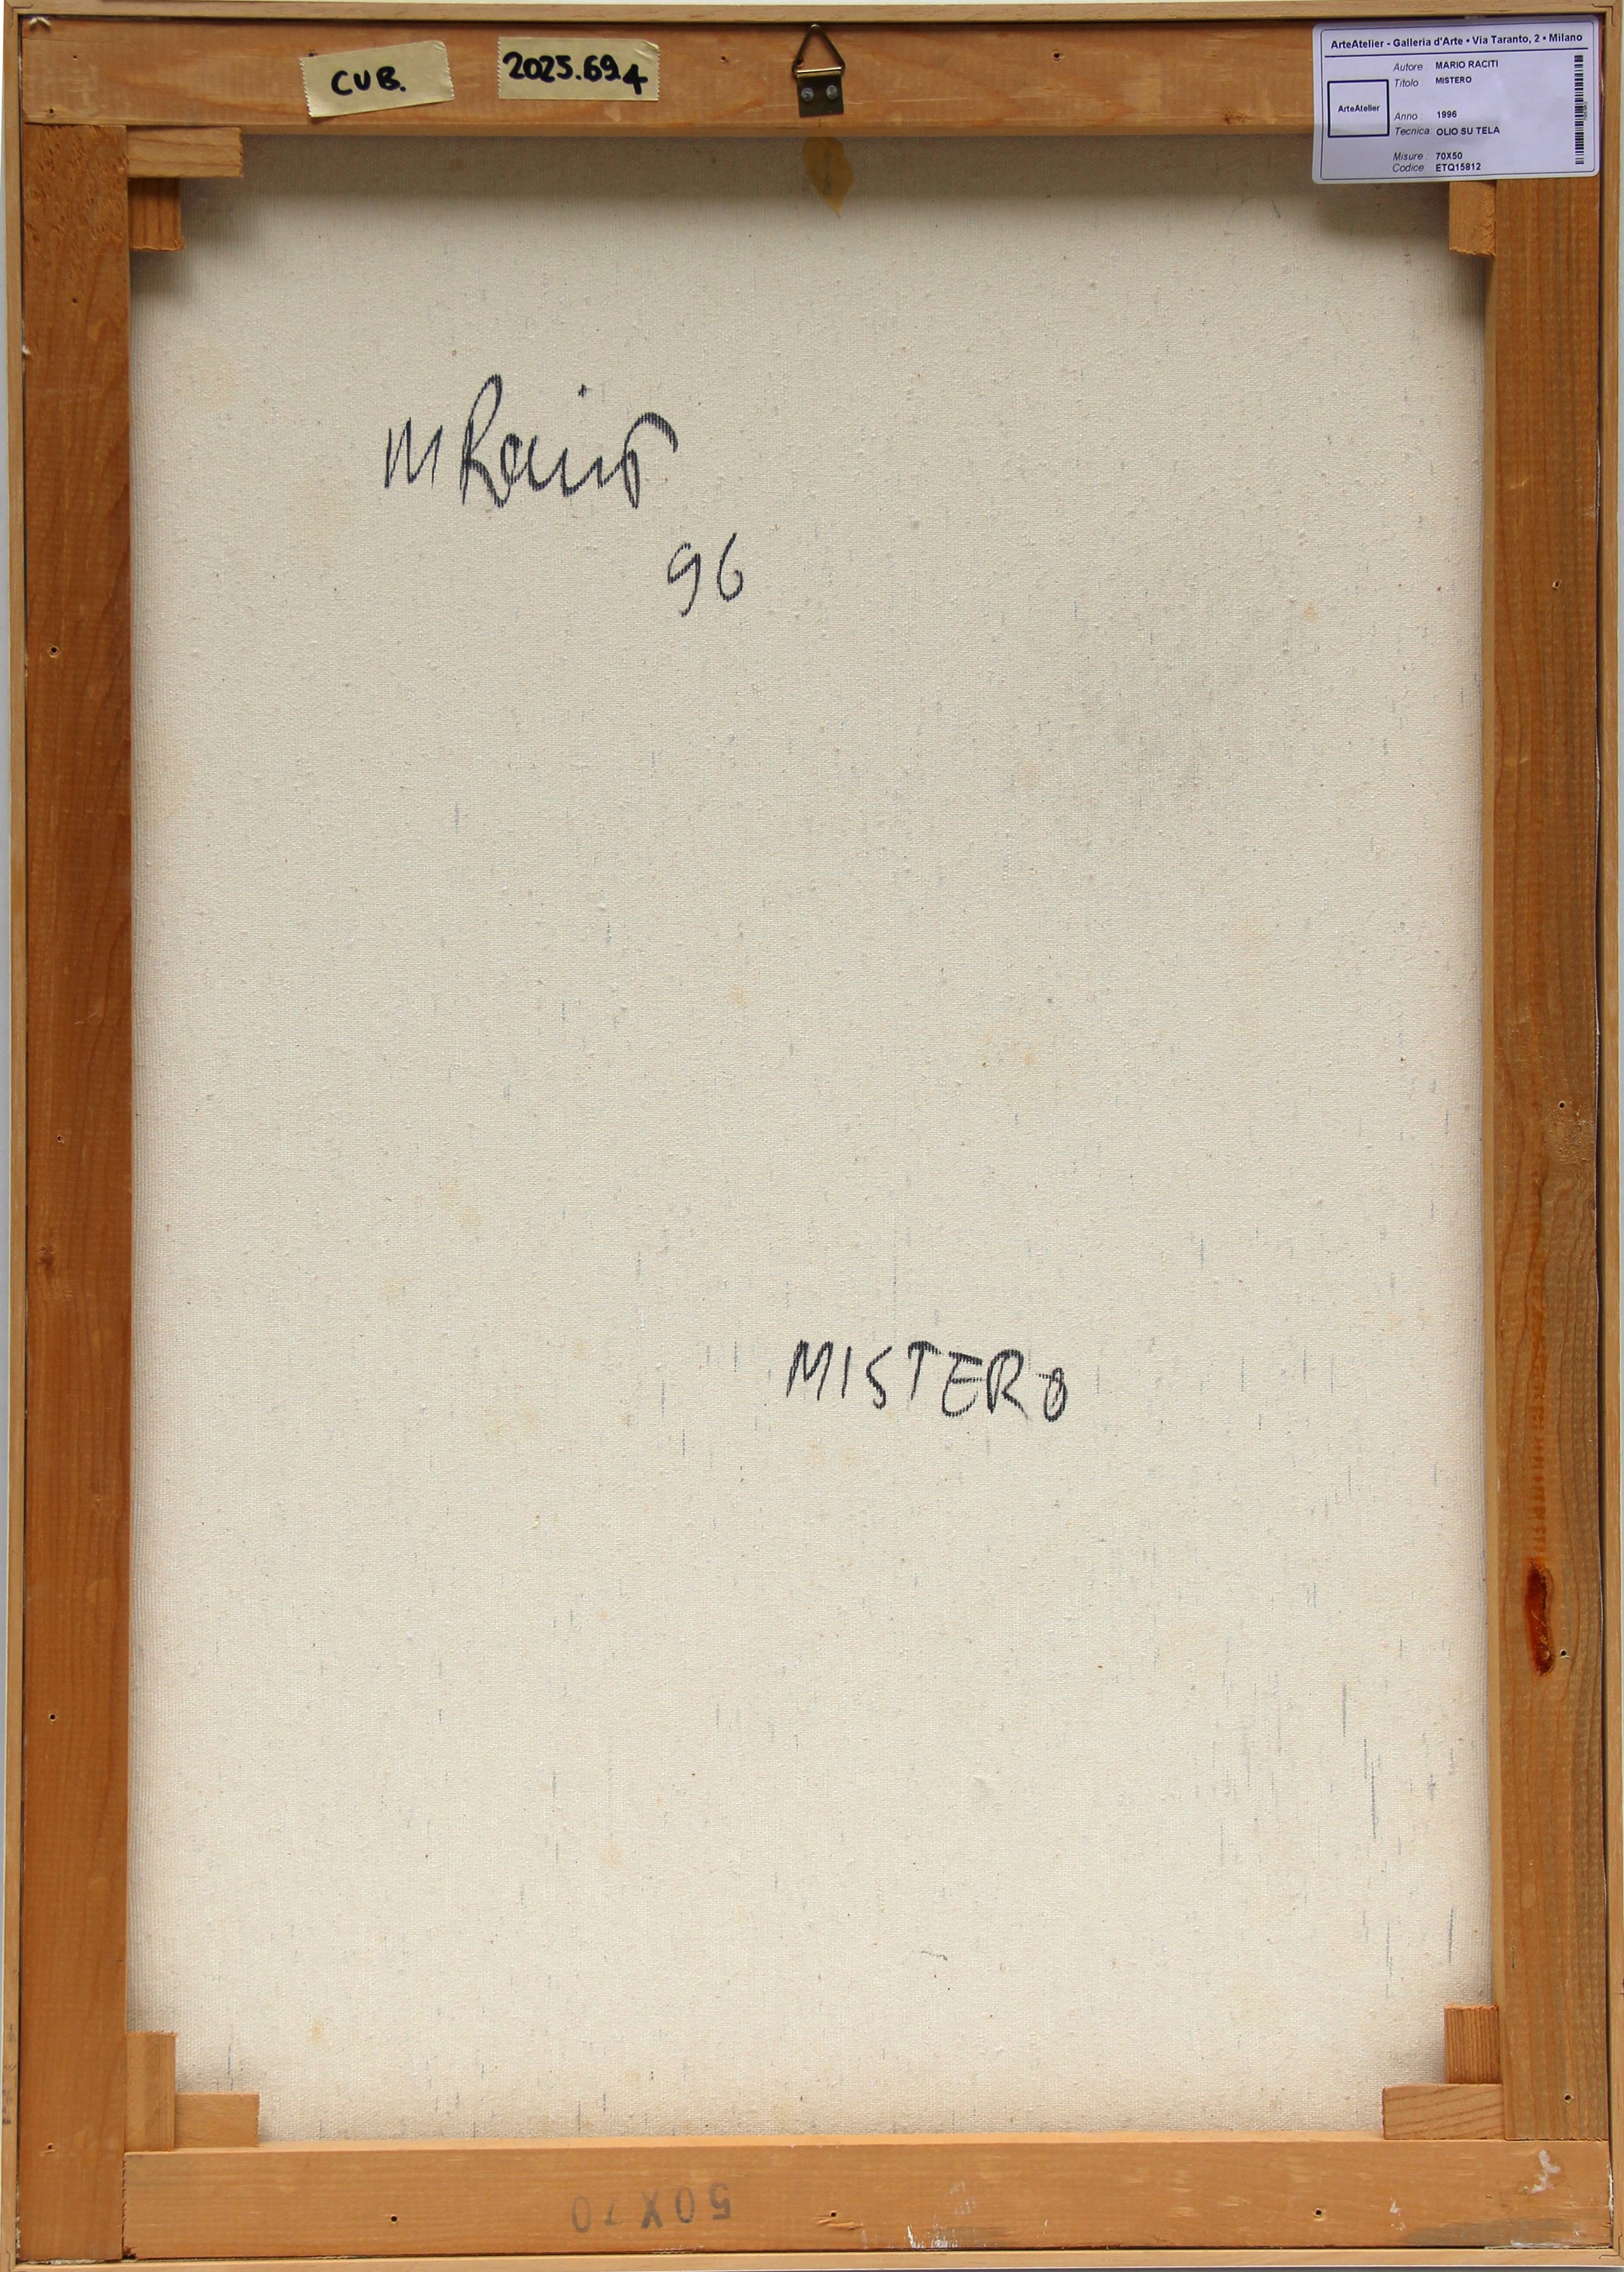 CUB.
2025.694
ArteAtelier - Galleria d'Arte • Via Taranto, 2 • Milano
ArteAtelier
Autore MARIO RACITI
Titolo MISTERO
Anno 1996
Tecnica OLIO SU TELA
Misure 70X50
Codice ETQ15812
M Raciti
96
MISTERO
50X70